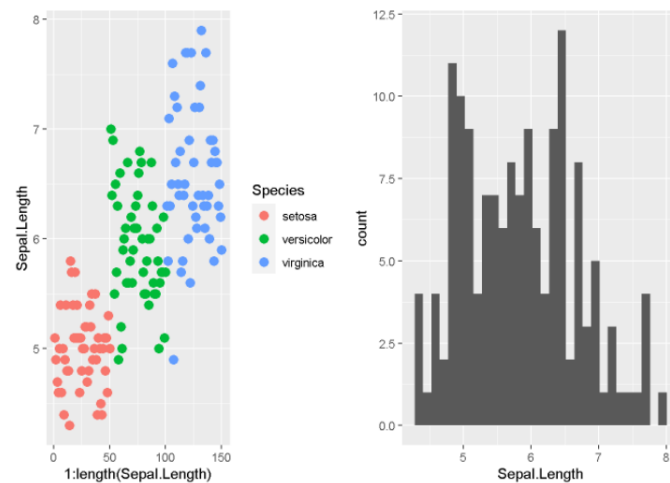 8
7
6
5
Sepal.Length
0 50 100 150
1:length(Sepal.Length)
Species
setosa
versicolor
virginica
12.5
10.0
7.5
5.0
2.5
0.0
count
5 6 7 8
Sepal.Length